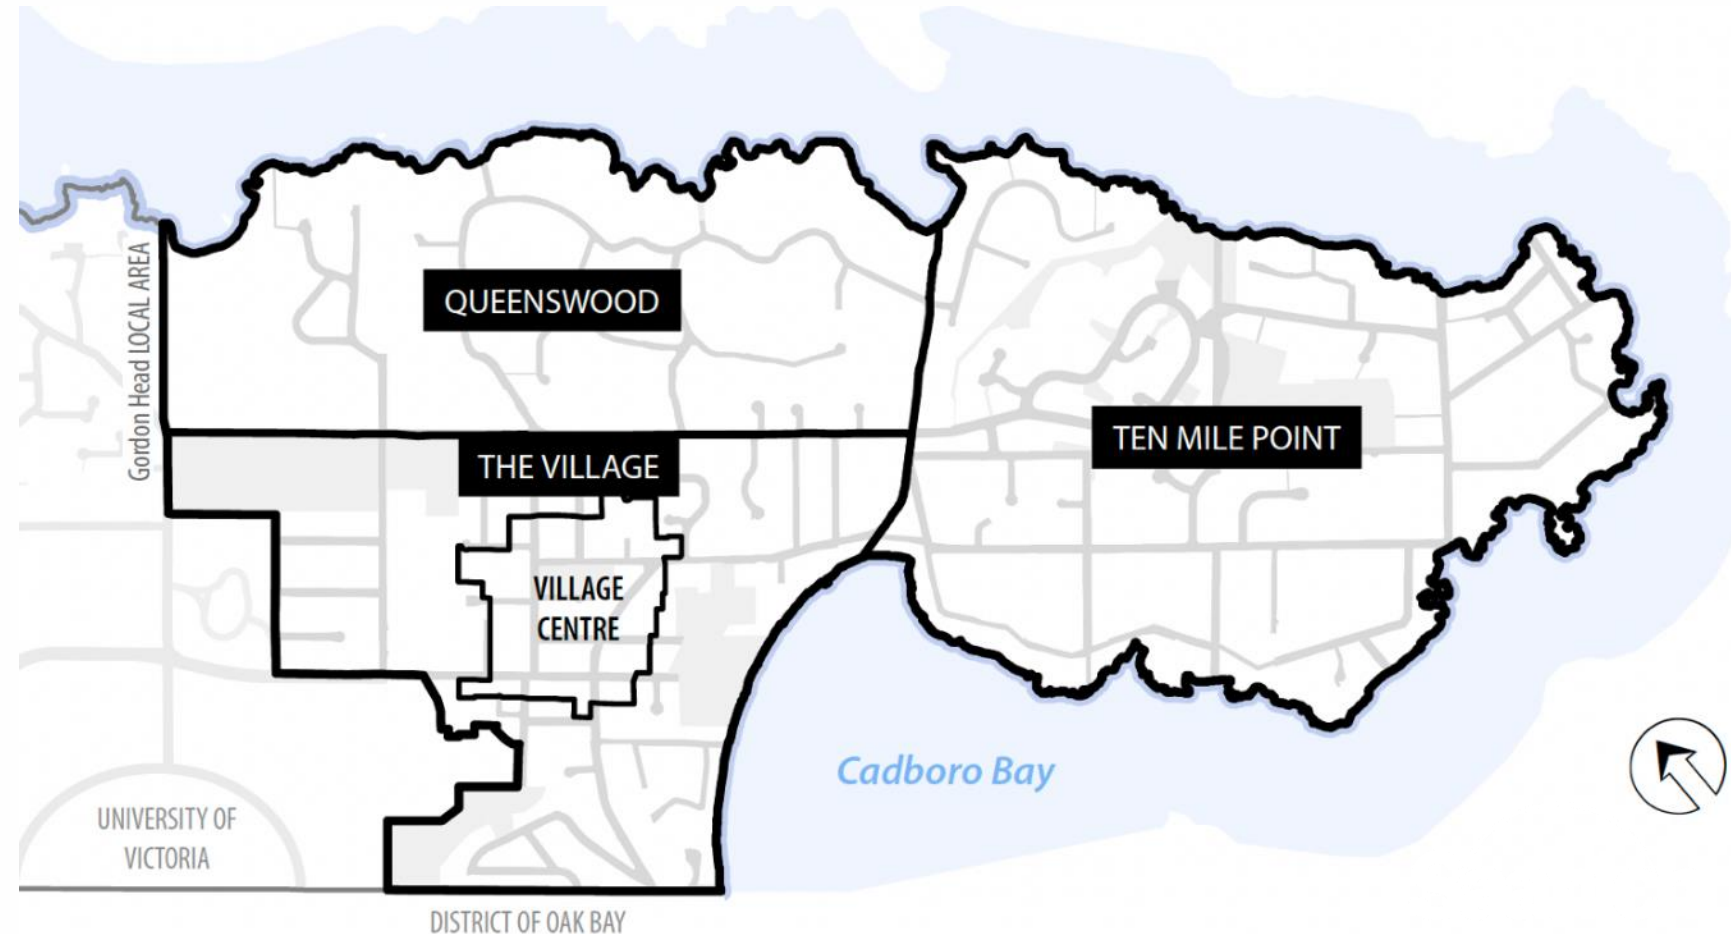 Gordon Head LOCAL AREA
QUEENSWOOD
TEN MILE POINT
THE VILLAGE
VILLAGE
CENTRE
Cadboro Bay
UNIVERSITY OF
VICTORIA
DISTRICT OF OAK BAY